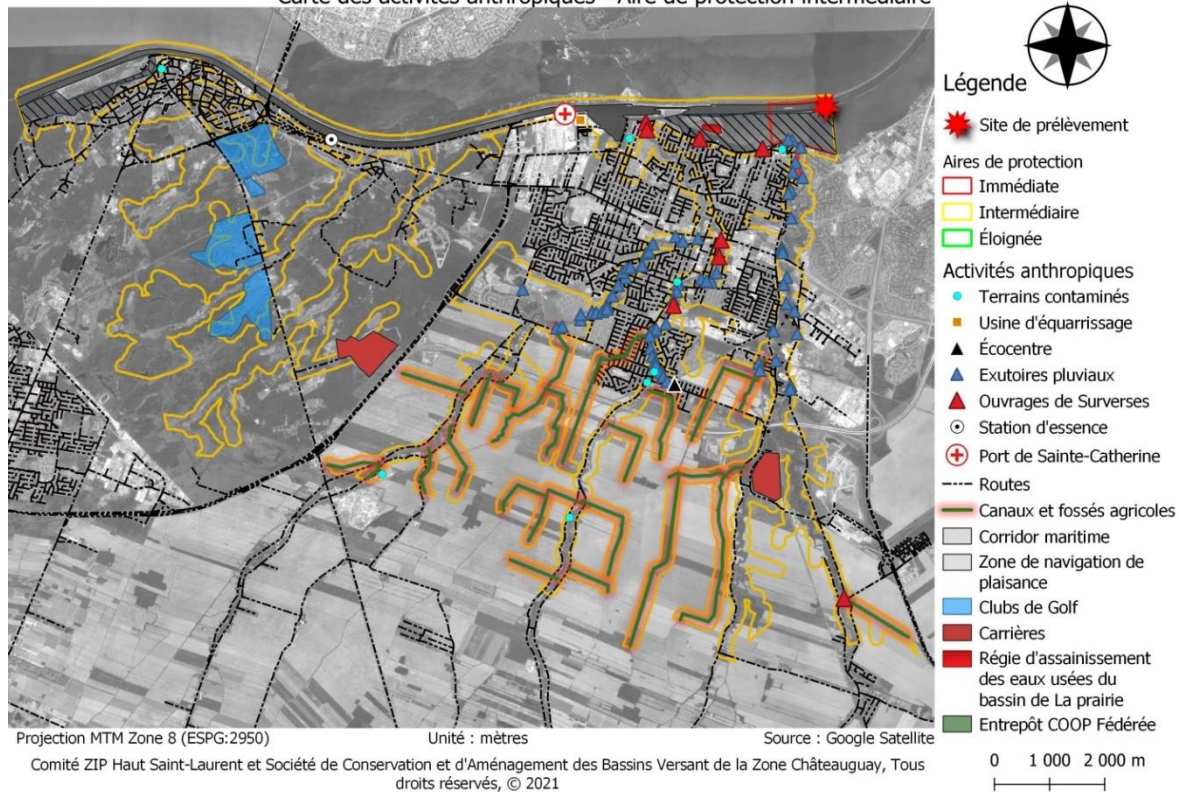 Carte des activités anthropiques - Aire de protection intermédiaire
Légende
Site de prélèvement
Aires de protection
Immédiate
Intermédiaire
Éloignée
Activités anthropiques
Terrains contaminés
Usine d'équarrissage
Écocentre
Exutoires pluviaux
Ouvrages de Surverses
Station d'essence
Port de Sainte-Catherine
Routes
Canaux et fossés agricoles
Corridor maritime
Zone de navigation de
plaisance
Clubs de Golf
Carrières
Régie d'assainissement
des eaux usées du
bassin de La prairie
Entrepôt COOP Fédérée
0 1 000 2 000 m
Projection MTM Zone 8 (ESPG:2950) Unité : mètres Source : Google Satellite
Comité ZIP Haut Saint-Laurent et Société de Conservation et d'Aménagement des Bassins Versant de la Zone Châteauguay, Tous
droits réservés, © 2021